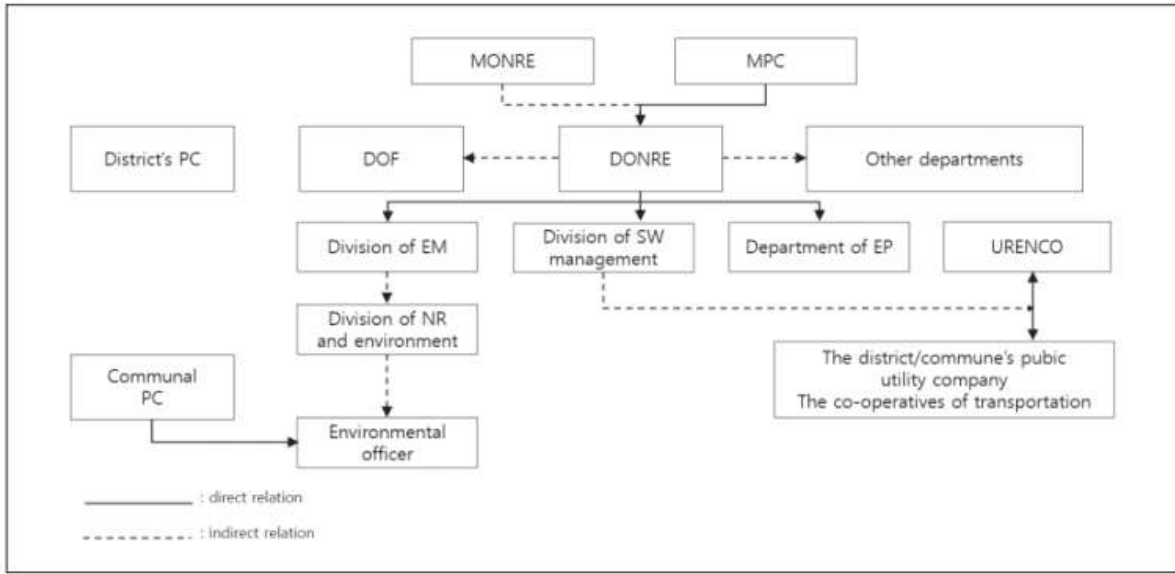 MONRE
MPC
District's PC
DOF
DONRE
Other departments
Division of EM
Division of SW
management
Department of EP
URENCO
Division of NR
and environment
The district/commune's pubic
utility company
The co-operatives of transportation
Communal
PC
Environmental
officer
: direct relation
: indirect relation